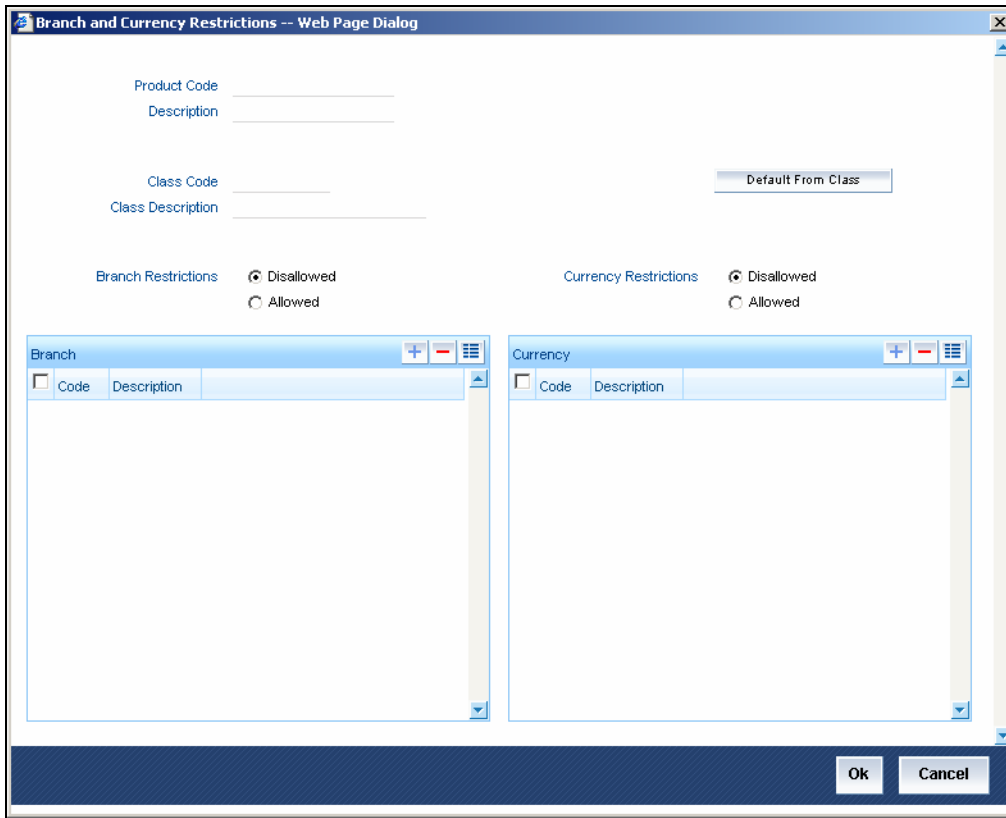 Branch and Currency Restrictions -- Web Page Dialog
Product Code
Description
Class Code
Default From Class
Class Description
Branch Restrictions
Disallowed
Allowed
Currency Restrictions
Disallowed
Allowed
Branch
Code Description
Currency
Code Description
Ok
Cancel